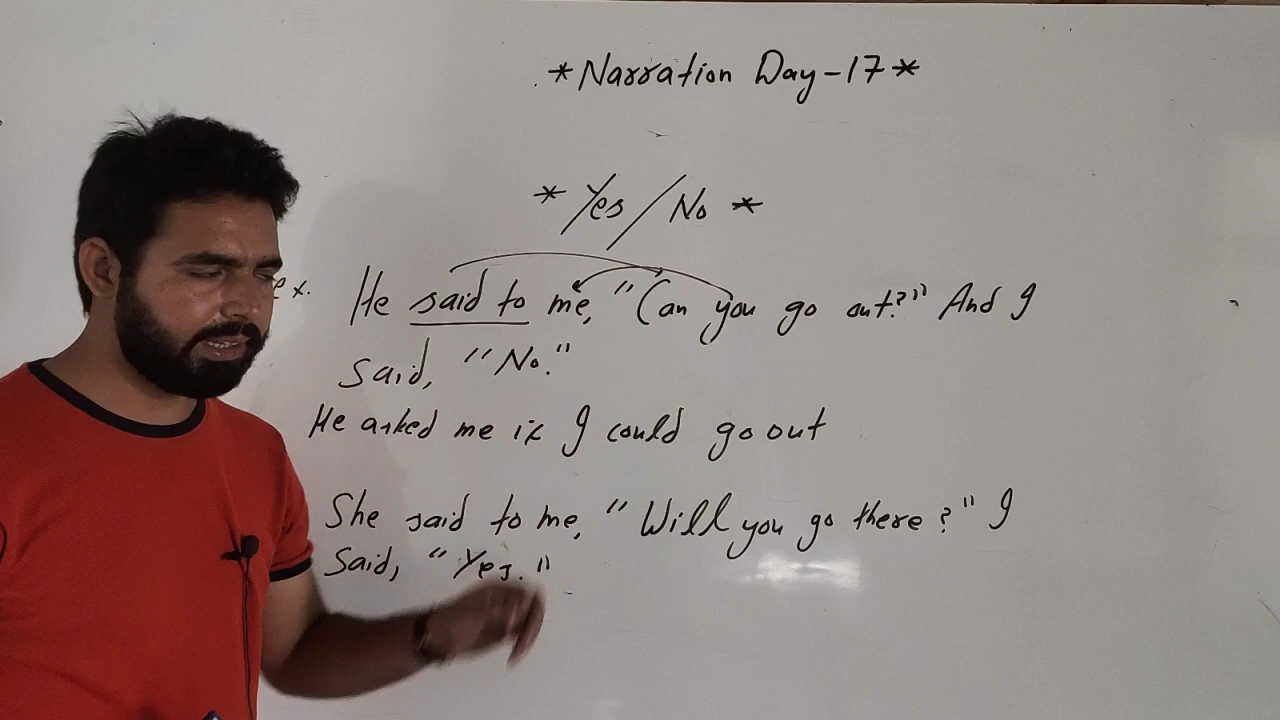 *Narration Day-17*
*Yes/No*
ex. He said to me, "Can you go out?" And I
said, "No."
He asked me if I could go out
She said to me, "Will you go there?" I
Said, "Yes."